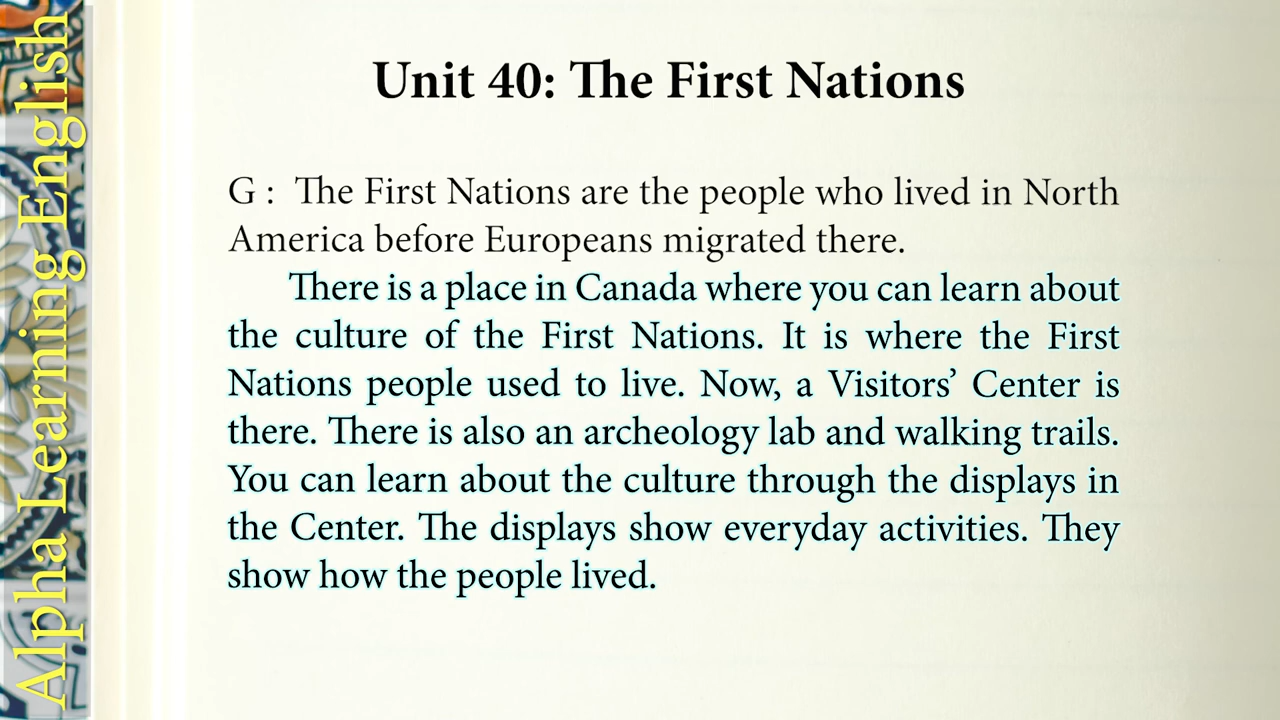 Alpha Learning English
Unit 40: The First Nations
G : The First Nations are the people who lived in North
America before Europeans migrated there.
There is a place in Canada where you can learn about
the culture of the First Nations. It is where the First
Nations people used to live. Now, a Visitors’ Center is
there. There is also an archeology lab and walking trails.
You can learn about the culture through the displays in
the Center. The displays show everyday activities. They
show how the people lived.